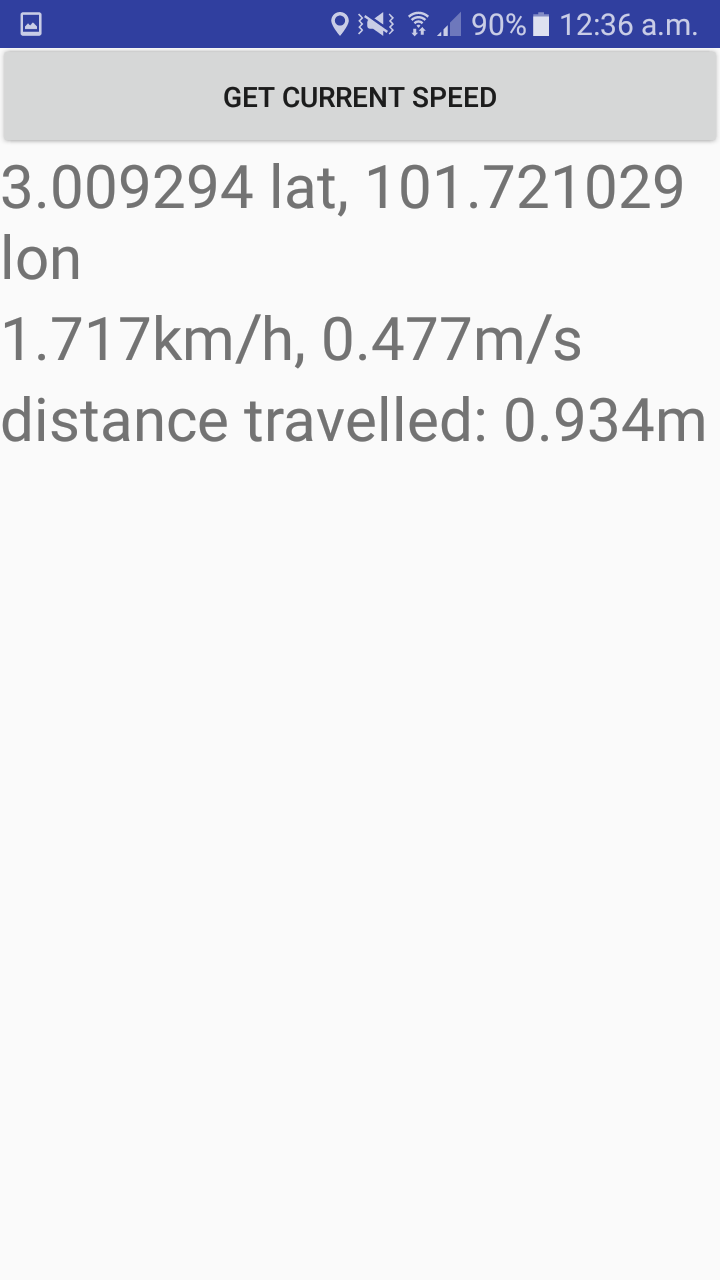 90% 12:36 a.m.
GET CURRENT SPEED
3.009294 lat, 101.721029
lon
1.717km/h, 0.477m/s
distance travelled: 0.934m